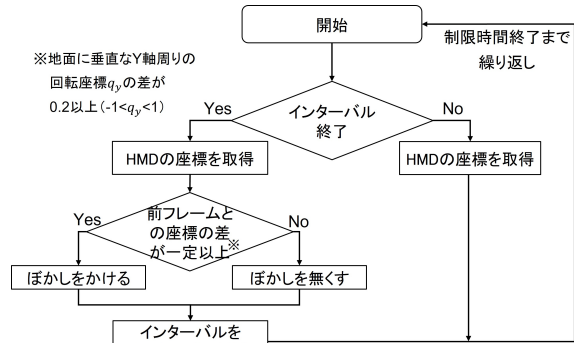 開始
制限時間終了まで
繰り返し
※地面に垂直なY軸周りの
回転座標q_yの差が
0.2以上(-1<q_y<1)
Yes
インターバル
終了
No
HMDの座標を取得
HMDの座標を取得
Yes
前フレームと
の座標の差
が一定以上※
No
ぼかしをかける
ぼかしを無くす
インターバルを